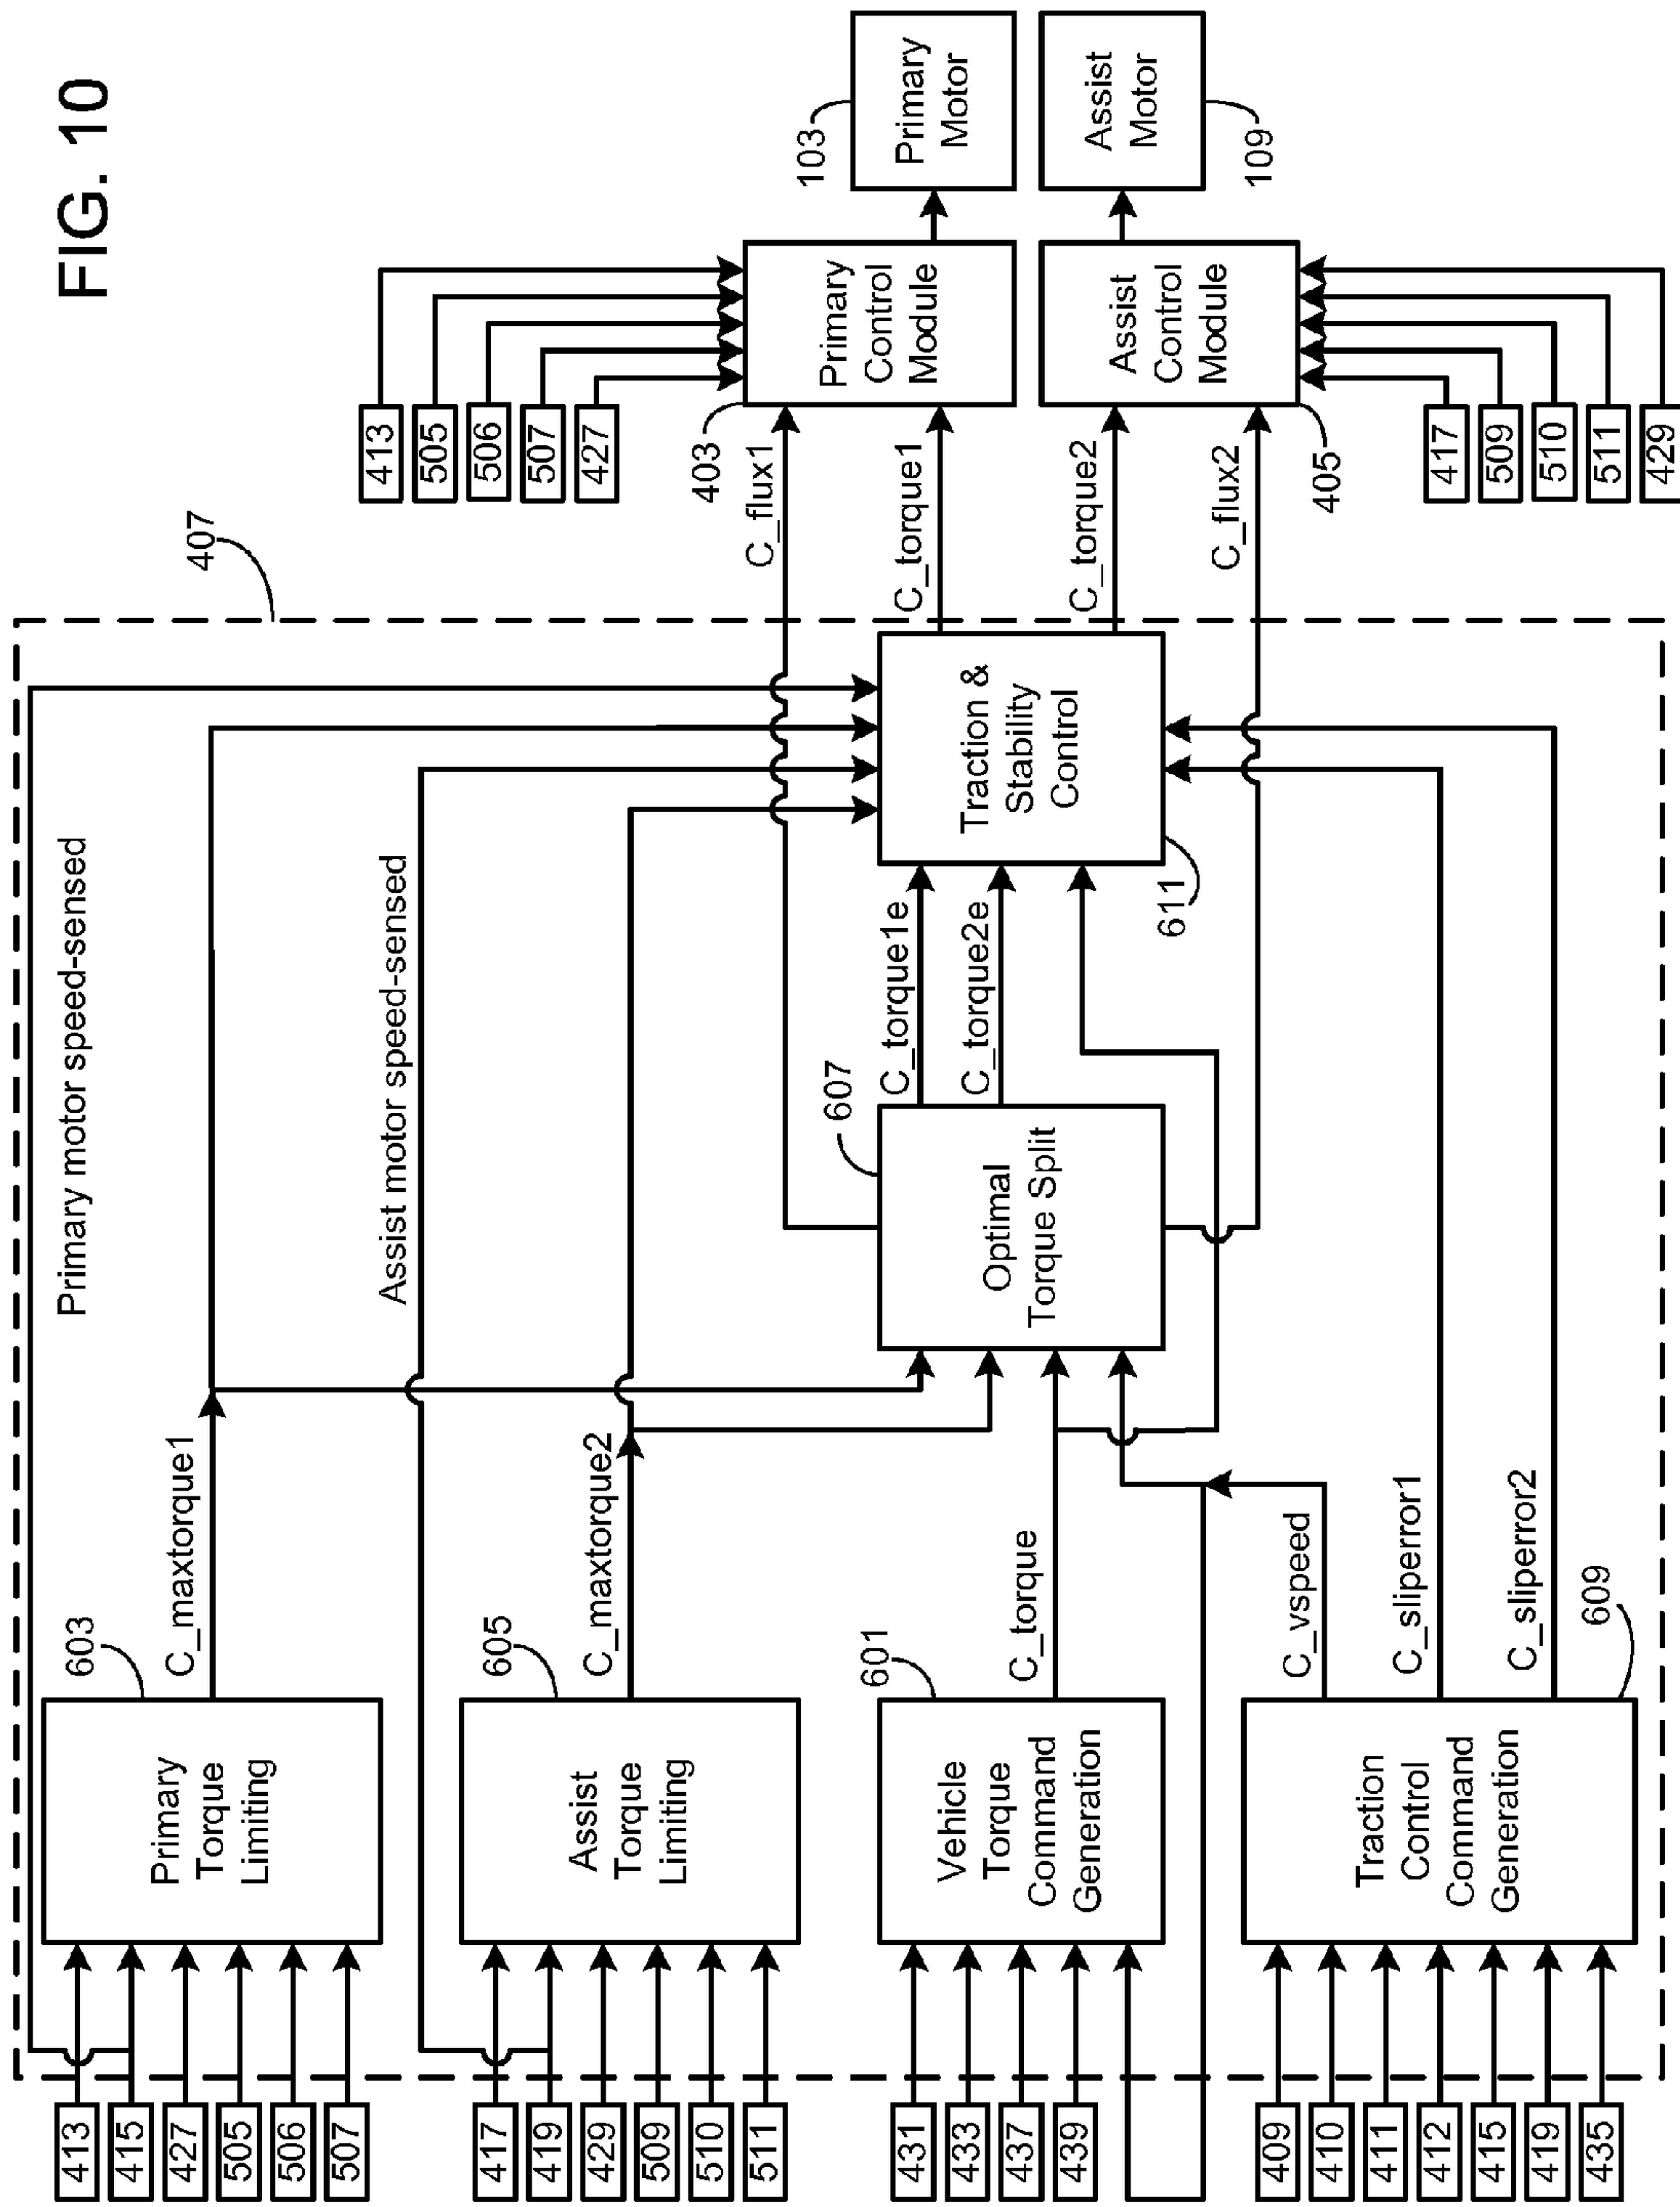 FIG. 10
407
Primary motor speed-sensed
Assist motor speed-sensed
413
415
427
505
506
507
603
Primary
Torque
Limiting
C_maxtorque1
417
419
429
509
510
511
605
Assist
Torque
Limiting
C_maxtorque2
431
433
437
439
601
Vehicle
Torque
Command
Generation
C_torque
409
410
411
412
415
419
435
609
Traction
Control
Command
Generation
C_vspeed
C_sliperror1
C_sliperror2
607
Optimal
Torque Split
C_torque1e
C_torque2e
611
Traction &
Stability
Control
C_flux1
C_torque1
C_torque2
C_flux2
413
505
506
507
427
403
Primary
Control
Module
103
Primary
Motor
405
Assist
Control
Module
109
Assist
Motor
417
509
510
511
429